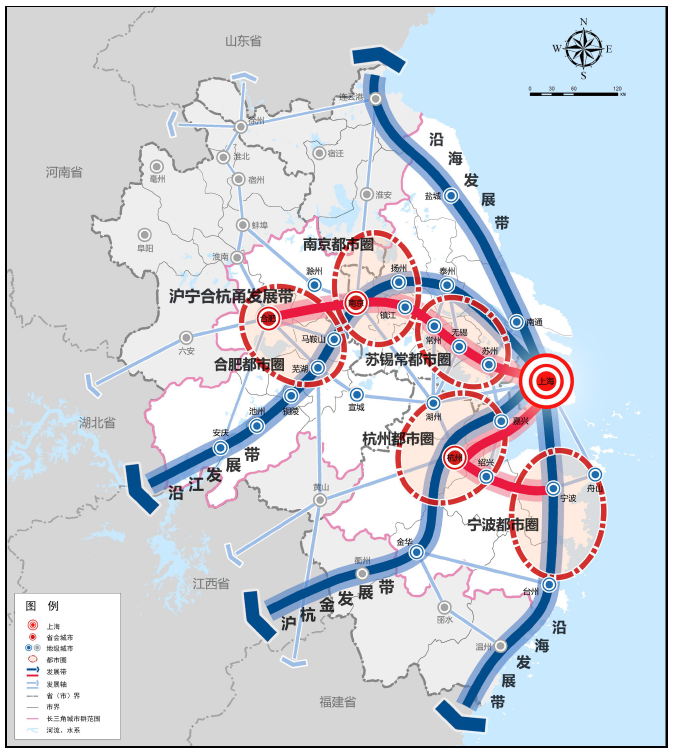 山东省
N
W E
S
0 30 60 120
KM
连云港
徐州
河南省
淮北
宿迁
亳州
宿州
淮安
盐城
沿海发展带
蚌埠
阜阳
南京都市圈
淮南
滁州
扬州
泰州
沪宁合杭甬发展带
南京
镇江
合肥
南通
常州
无锡
马鞍山
六安
苏锡常都市圈
苏州
合肥都市圈
芜湖
上海
湖北省
铜陵
宣城
湖州
池州
嘉兴
安庆
杭州都市圈
沿江发展带
杭州
绍兴
黄山
舟山
宁波
宁波都市圈
金华
衢州
江西省
台州
沪杭金发展带
丽水
沿海发展带
温州
福建省
图 例
上海
省会城市
地级城市
都市圈
发展带
发展轴
省（市）界
市界
长三角城市群范围
河流、水系